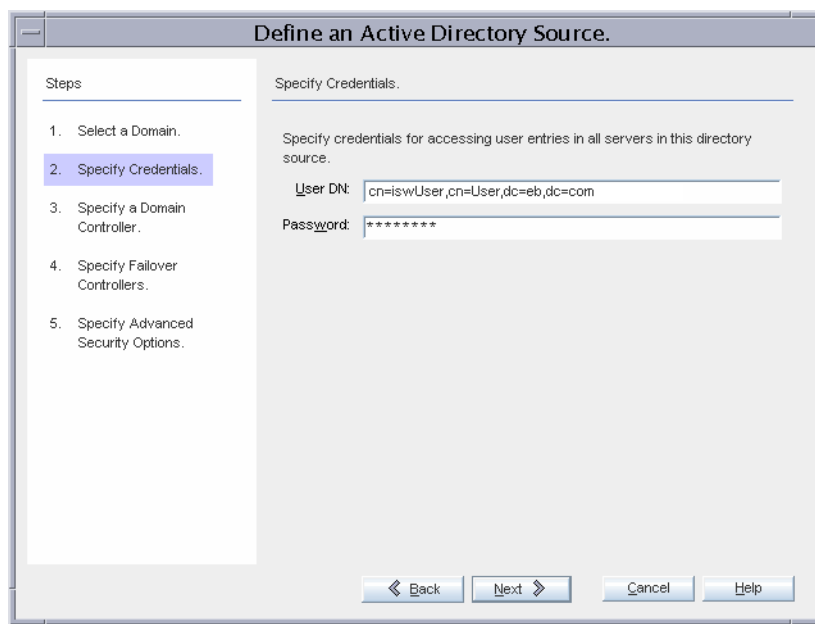 Define an Active Directory Source.
Steps
1. Select a Domain.
2. Specify Credentials.
3. Specify a Domain
Controller.
4. Specify Failover
Controllers.
5. Specify Advanced
Security Options.
Specify Credentials.
Specify credentials for accessing user entries in all servers in this directory
source.
User DN: cn=iswUser,cn=User,dc=eb,dc=com
Password: ********
Back Next Cancel Help